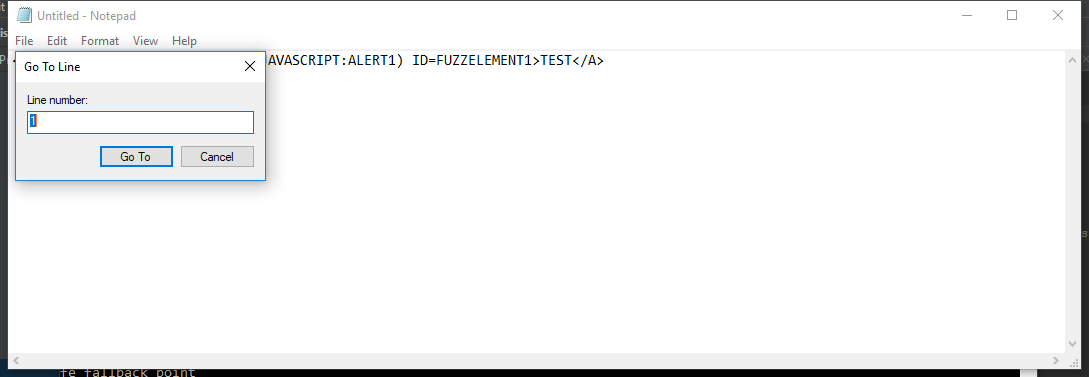 Untitled - Notepad
File Edit Format View Help
AVASCRIPT:ALERT1) ID=FUZZELEMENT1>TEST</A>
Go To Line
Line number:
1
Go To Cancel
fe fallback point